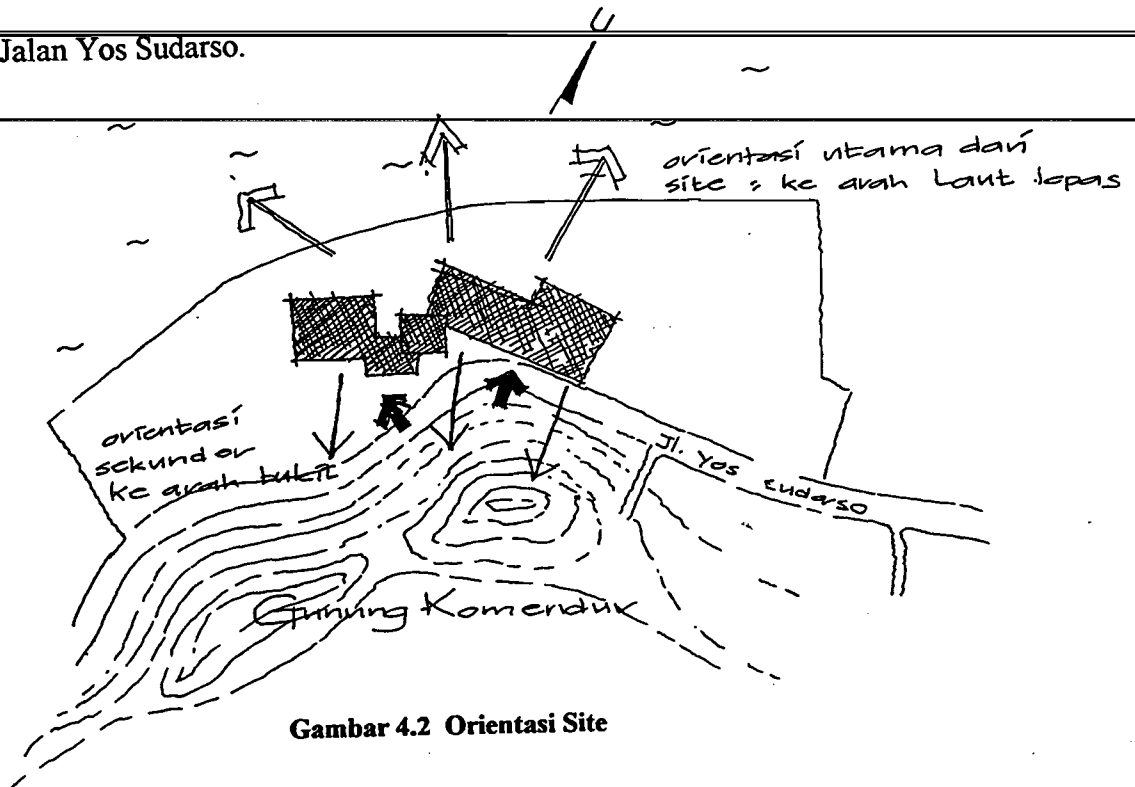 U
Jalan Yos Sudarso.
orientasi utama dari
site : ke arah Laut lepas
orientasi
sekunder
ke arah bukit
Jl. Yos Sudarso
Gunung Komendur
Gambar 4.2 Orientasi Site